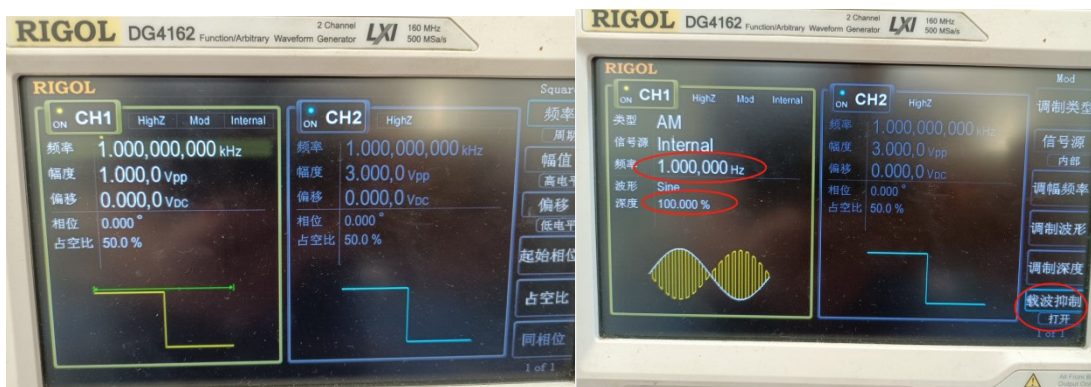 RIGOL DG4162 Function/Arbitrary Waveform Generator 2 Channel LXI 160 MHz 500 MSa/s
RIGOL
Square
ON CH1 HighZ Mod Internal
频率 1.000,000,000 kHz
幅度 1.000,0 Vpp
偏移 0.000,0 VDC
相位 0.000 °
占空比 50.0 %
ON CH2 HighZ
频率 1.000,000,000 kHz
幅度 3.000,0 Vpp
偏移 0.000,0 VDC
相位 0.000 °
占空比 50.0 %
频率
周期
幅值
高电平
偏移
低电平
起始相位
占空比
同相位
1 of 1
RIGOL DG4162 Function/Arbitrary Waveform Generator 2 Channel LXI 160 MHz 500 MSa/s
RIGOL
Mod
ON CH1 HighZ Mod Internal
类型 AM
信号源 Internal
频率 1.000,000 Hz
波形 Sine
深度 100.000 %
ON CH2 HighZ
频率 1.000,000,000 kHz
幅度 3.000,0 Vpp
偏移 0.000,0 VDC
相位 0.000 °
占空比 50.0 %
调制类型
信号源
内部
调幅频率
调制波形
调制深度
载波抑制
打开
1 of 1